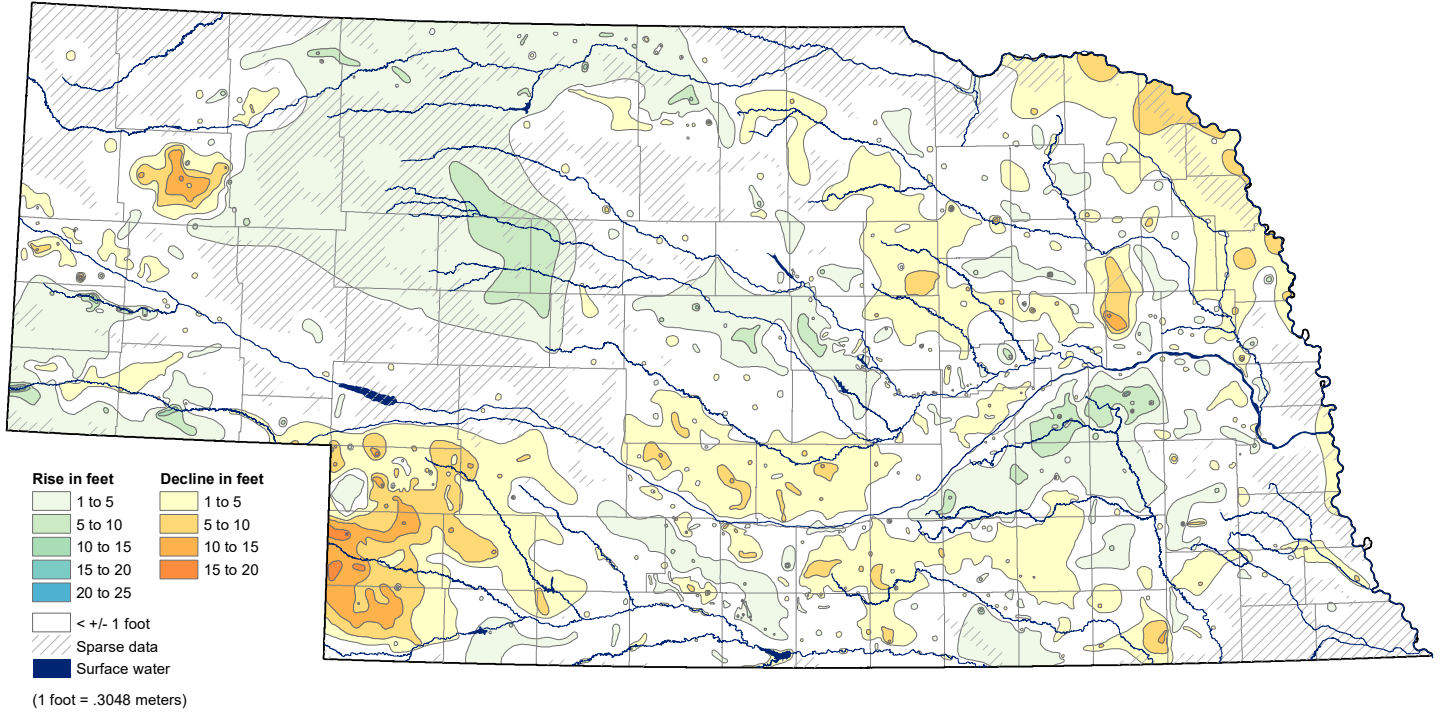 Rise in feet
1 to 5
5 to 10
10 to 15
15 to 20
20 to 25
Decline in feet
1 to 5
5 to 10
10 to 15
15 to 20
< +/- 1 foot
Sparse data
Surface water
(1 foot = .3048 meters)